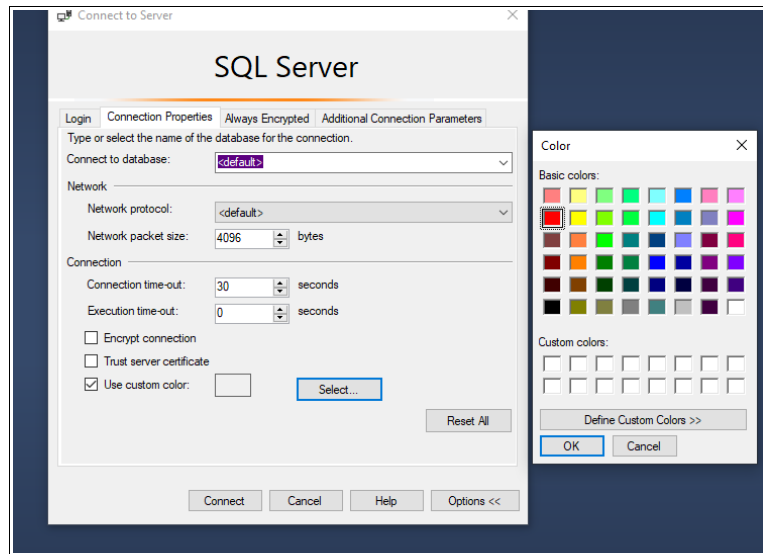 Connect to Server
SQL Server
Login Connection Properties Always Encrypted Additional Connection Parameters
Type or select the name of the database for the connection.
Connect to database: <default>
Network
Network protocol: <default>
Network packet size: 4096 bytes
Connection
Connection time-out: 30 seconds
Execution time-out: 0 seconds
Encrypt connection
Trust server certificate
Use custom color: Select...
Reset All
Connect Cancel Help Options <<
Color
Basic colors:
Custom colors:
Define Custom Colors >>
OK Cancel